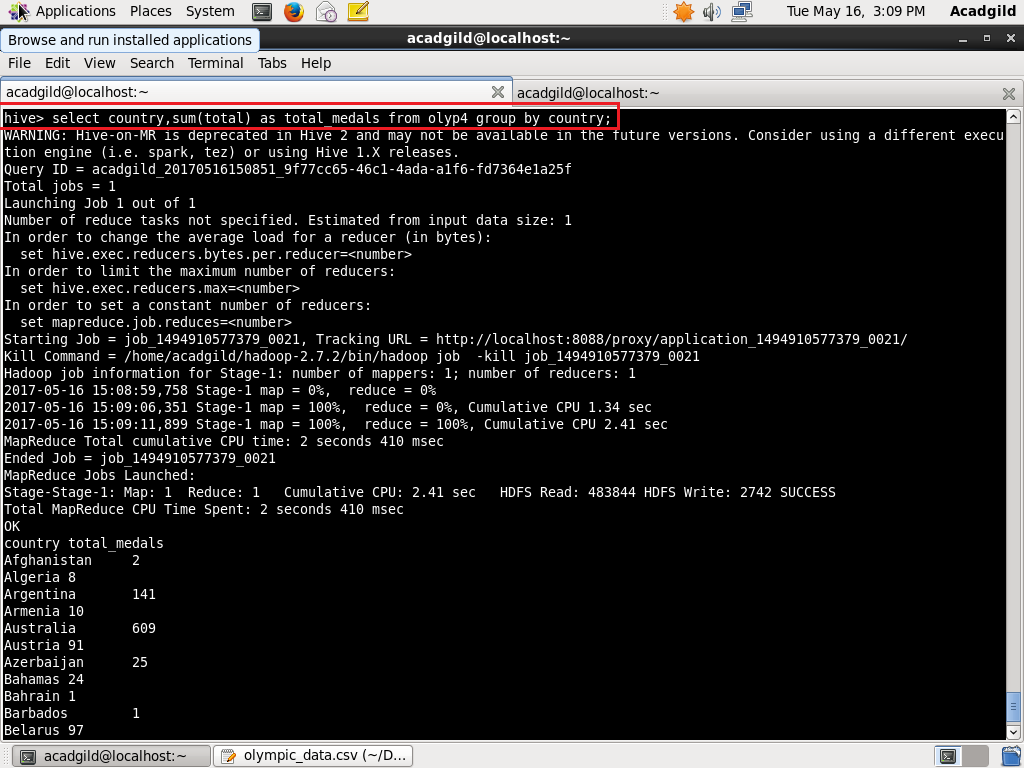 Applications Places System Tue May 16, 3:09 PM Acadgild
Browse and run installed applications
acadgild@localhost:~
File Edit View Search Terminal Tabs Help
acadgild@localhost:~ acadgild@localhost:~
hive> select country,sum(total) as total_medals from olyp4 group by country;
WARNING: Hive-on-MR is deprecated in Hive 2 and may not be available in the future versions. Consider using a different execu
tion engine (i.e. spark, tez) or using Hive 1.X releases.
Query ID = acadgild_20170516150851_9f77cc65-46c1-4ada-a1f6-fd7364e1a25f
Total jobs = 1
Launching Job 1 out of 1
Number of reduce tasks not specified. Estimated from input data size: 1
In order to change the average load for a reducer (in bytes):
  set hive.exec.reducers.bytes.per.reducer=<number>
In order to limit the maximum number of reducers:
  set hive.exec.reducers.max=<number>
In order to set a constant number of reducers:
  set mapreduce.job.reduces=<number>
Starting Job = job_1494910577379_0021, Tracking URL = http://localhost:8088/proxy/application_1494910577379_0021/
Kill Command = /home/acadgild/hadoop-2.7.2/bin/hadoop job  -kill job_1494910577379_0021
Hadoop job information for Stage-1: number of mappers: 1; number of reducers: 1
2017-05-16 15:08:59,758 Stage-1 map = 0%,  reduce = 0%
2017-05-16 15:09:06,351 Stage-1 map = 100%,  reduce = 0%, Cumulative CPU 1.34 sec
2017-05-16 15:09:11,899 Stage-1 map = 100%,  reduce = 100%, Cumulative CPU 2.41 sec
MapReduce Total cumulative CPU time: 2 seconds 410 msec
Ended Job = job_1494910577379_0021
MapReduce Jobs Launched:
Stage-Stage-1: Map: 1  Reduce: 1   Cumulative CPU: 2.41 sec   HDFS Read: 483844 HDFS Write: 2742 SUCCESS
Total MapReduce CPU Time Spent: 2 seconds 410 msec
OK
country total_medals
Afghanistan     2
Algeria 8
Argentina       141
Armenia 10
Australia       609
Austria 91
Azerbaijan      25
Bahamas 24
Bahrain 1
Barbados        1
Belarus 97
acadgild@localhost:~ olympic_data.csv (~/D...